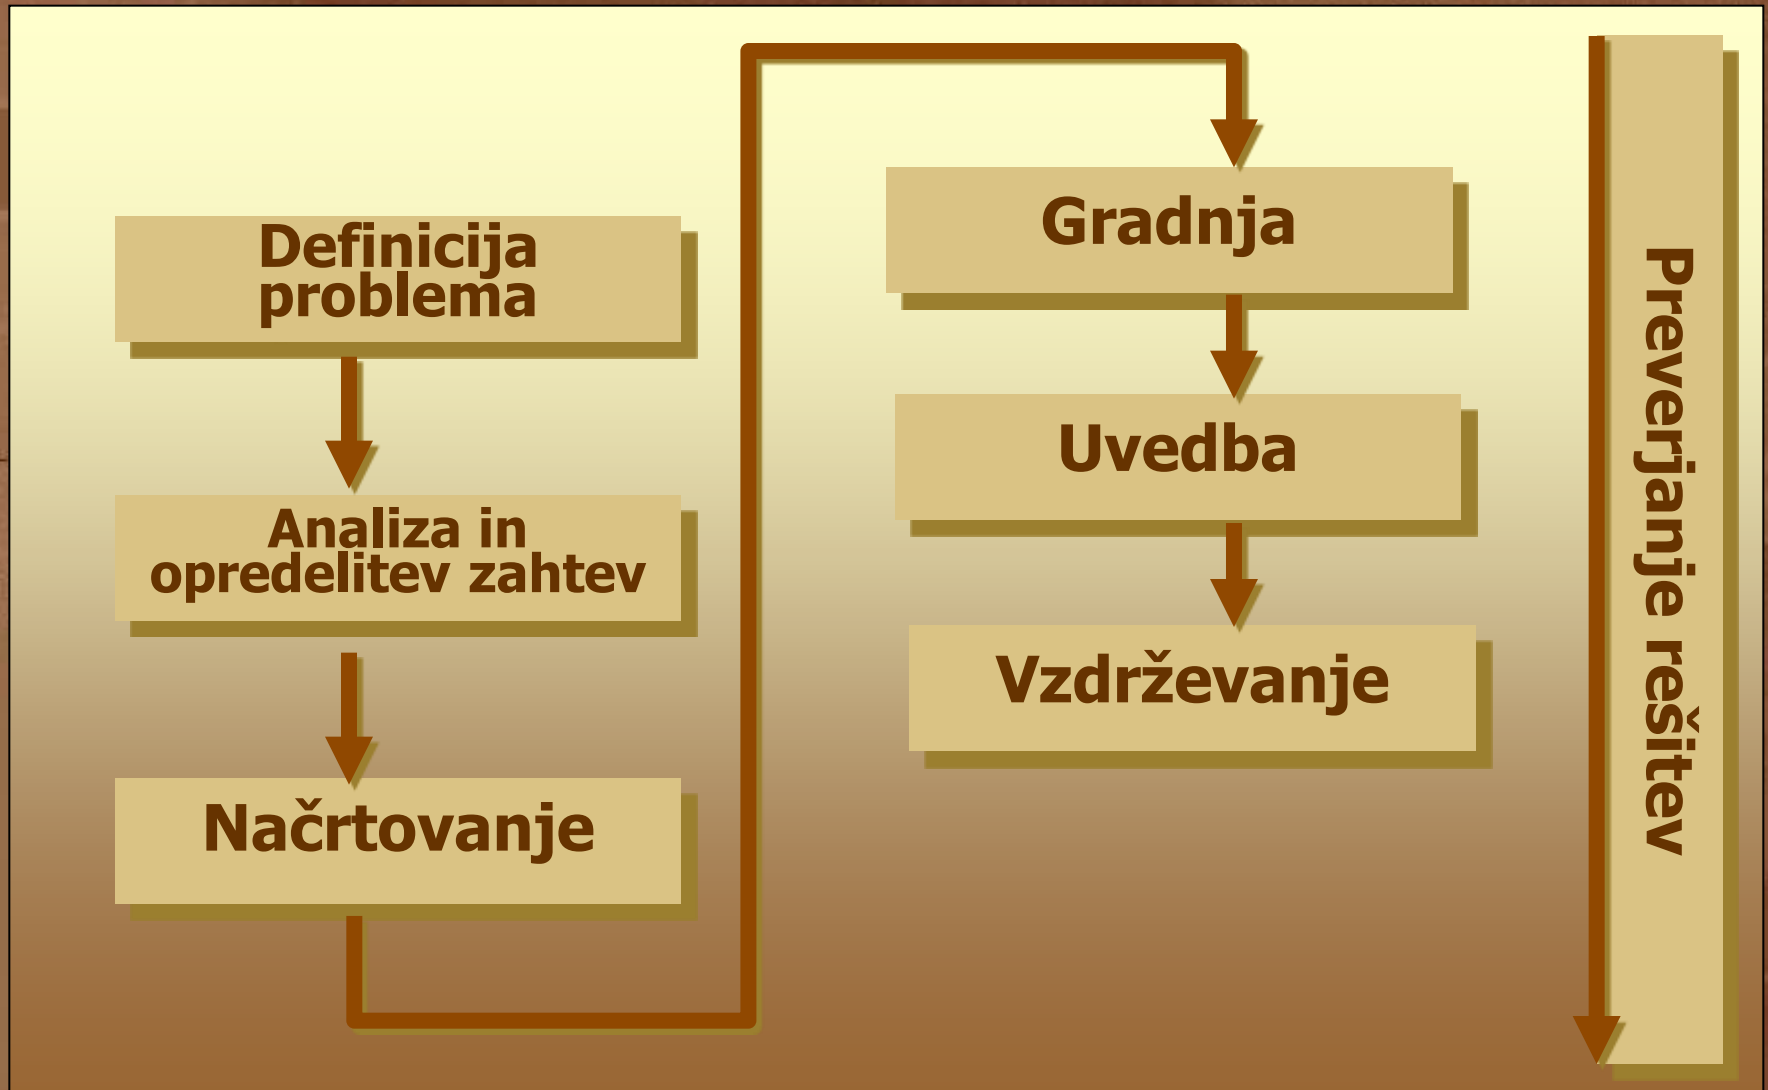 Definicija
problema
Analiza in
opredelitev zahtev
Načrtovanje
Gradnja
Uvedba
Vzdrževanje
Preverjanje rešitev